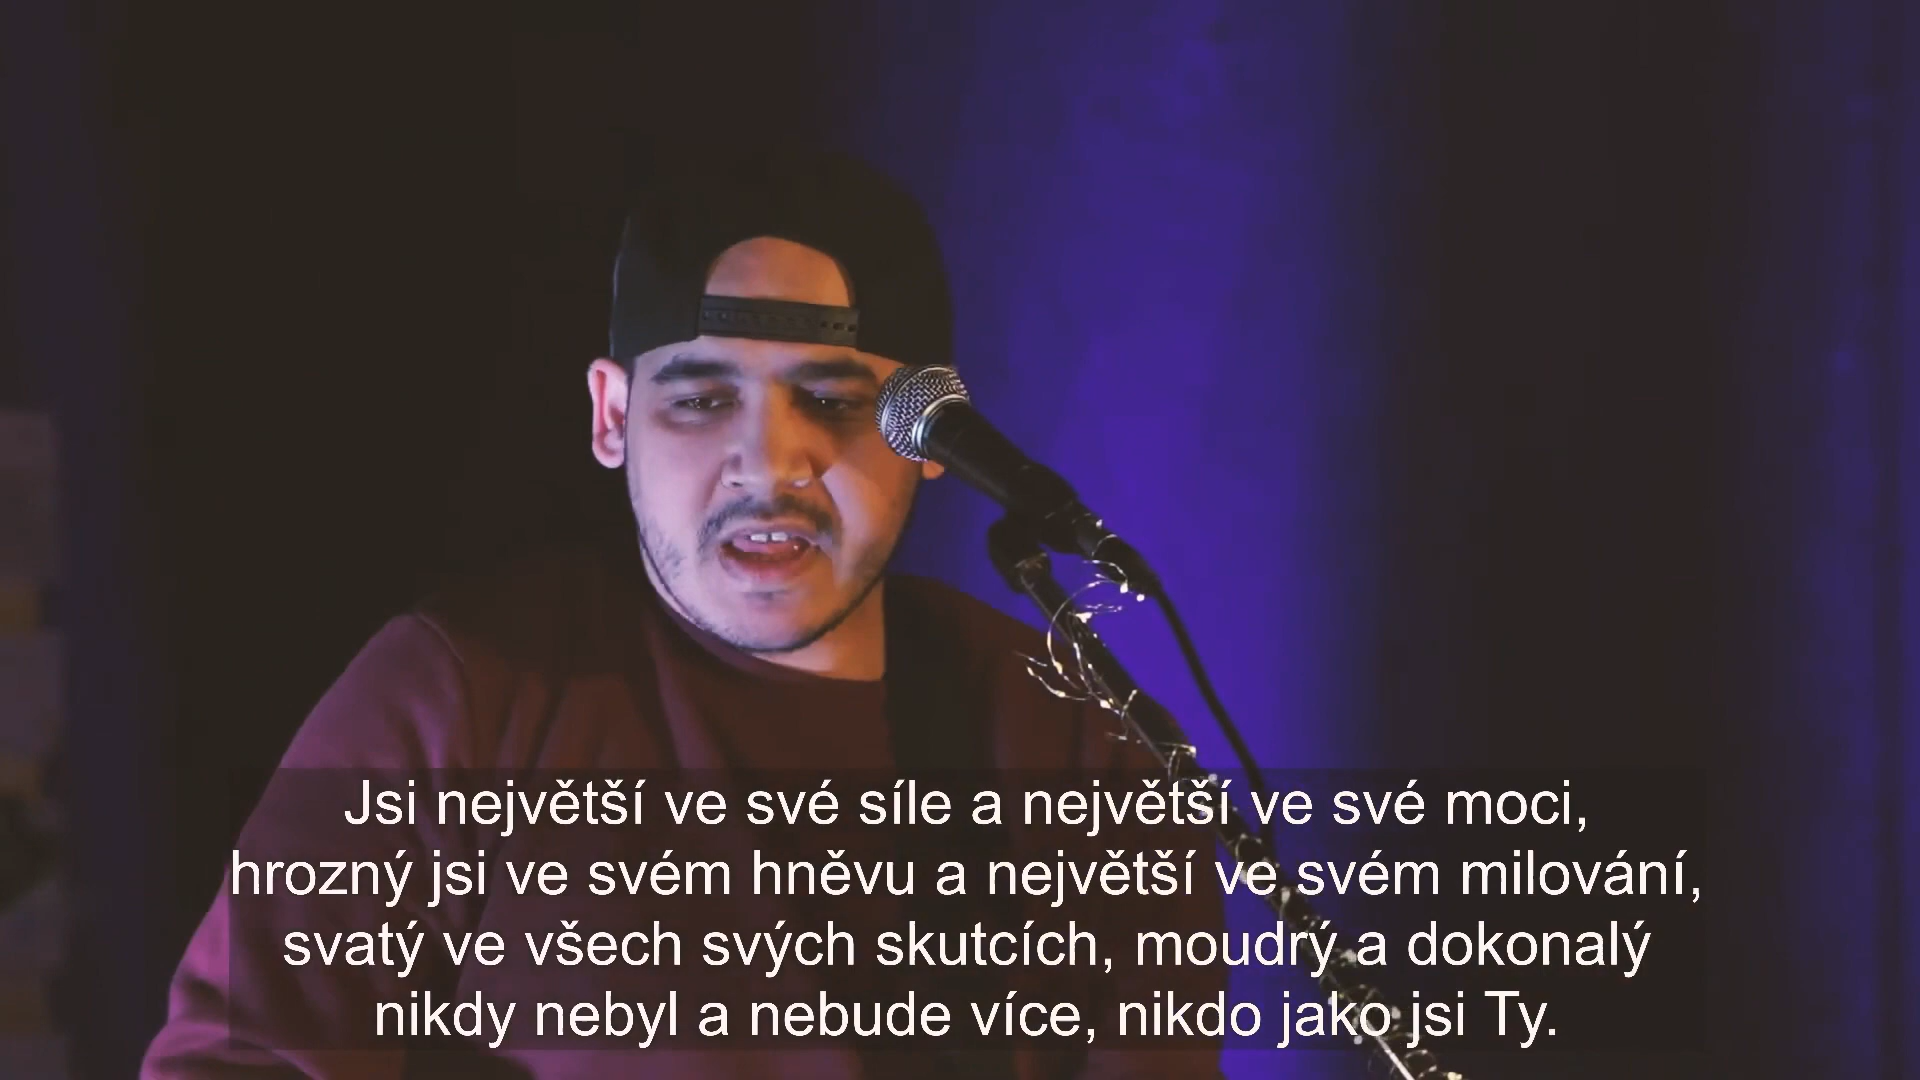 Jsi největší ve své síle a největší ve své moci,
hrozný jsi ve svém hněvu a největší ve svém milování,
svatý ve všech svých skutcích, moudrý a dokonalý
nikdy nebyl a nebude více, nikdo jako jsi Ty.